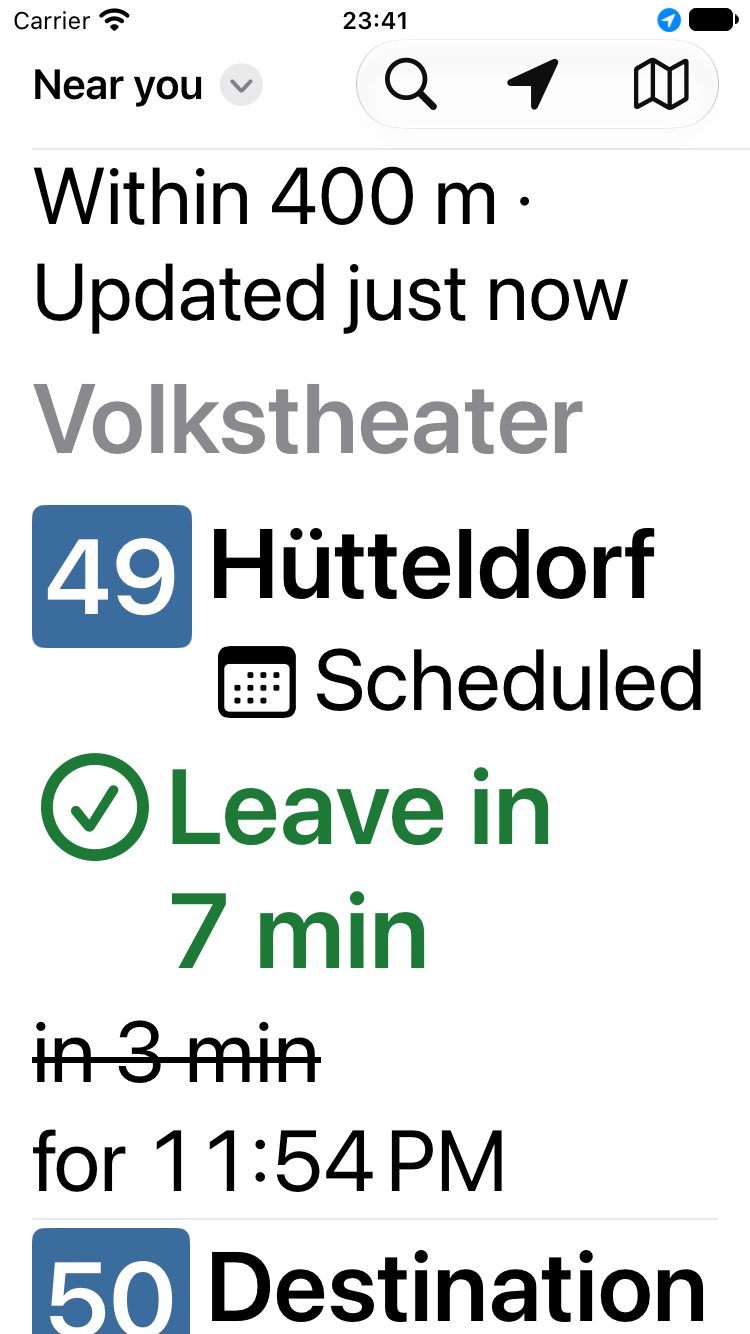 Carrier 23:41
Near you
Within 400 m ·
Updated just now
Volkstheater
49 Hütteldorf
Scheduled
Leave in
7 min
in 3 min
for 11:54 PM
50 Destination